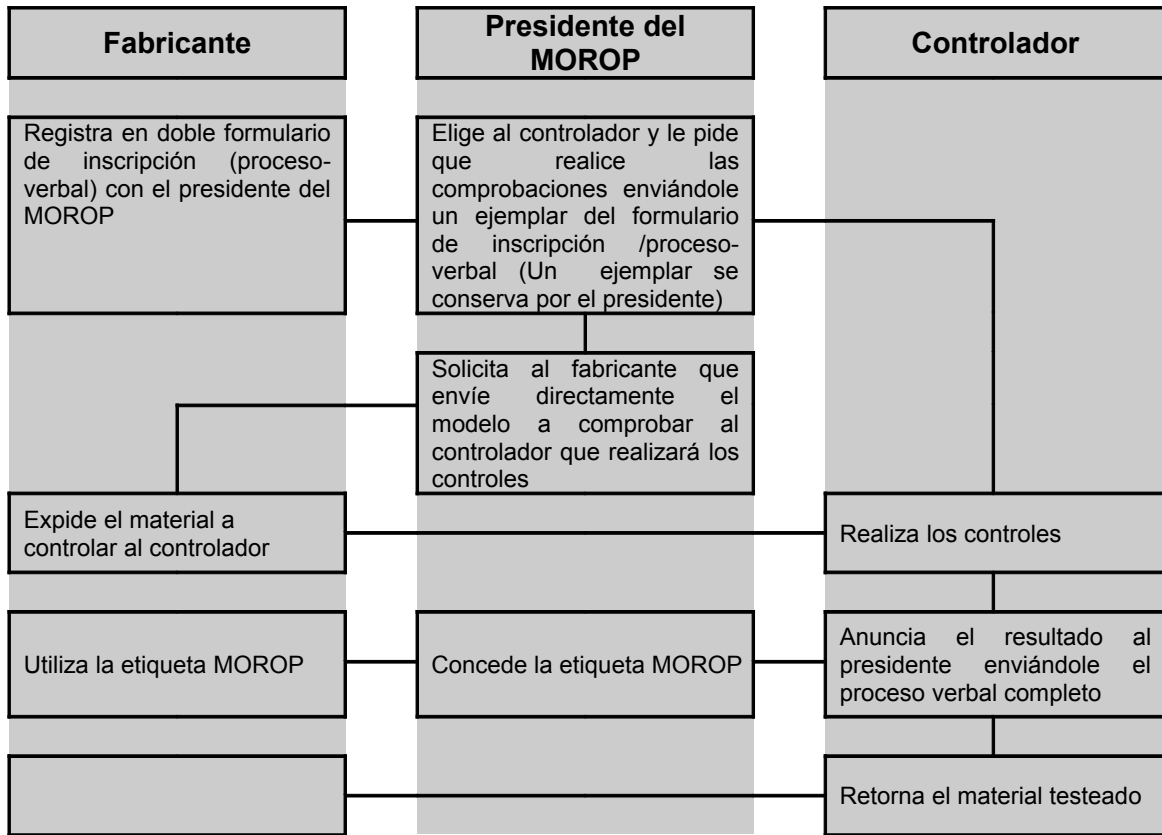 Fabricante
Presidente del
MOROP
Controlador
Registra en doble formulario
de inscripción (proceso-
verbal) con el presidente del
MOROP
Elige al controlador y le pide
que realice las
comprobaciones enviándole
un ejemplar del formulario
de inscripción /proceso-
verbal (Un ejemplar se
conserva por el presidente)
Solicita al fabricante que
envíe directamente el
modelo a comprobar al
controlador que realizará los
controles
Expide el material a
controlar al controlador
Realiza los controles
Utiliza la etiqueta MOROP
Concede la etiqueta MOROP
Anuncia el resultado al
presidente enviándole el
proceso verbal completo
Retorna el material testeado